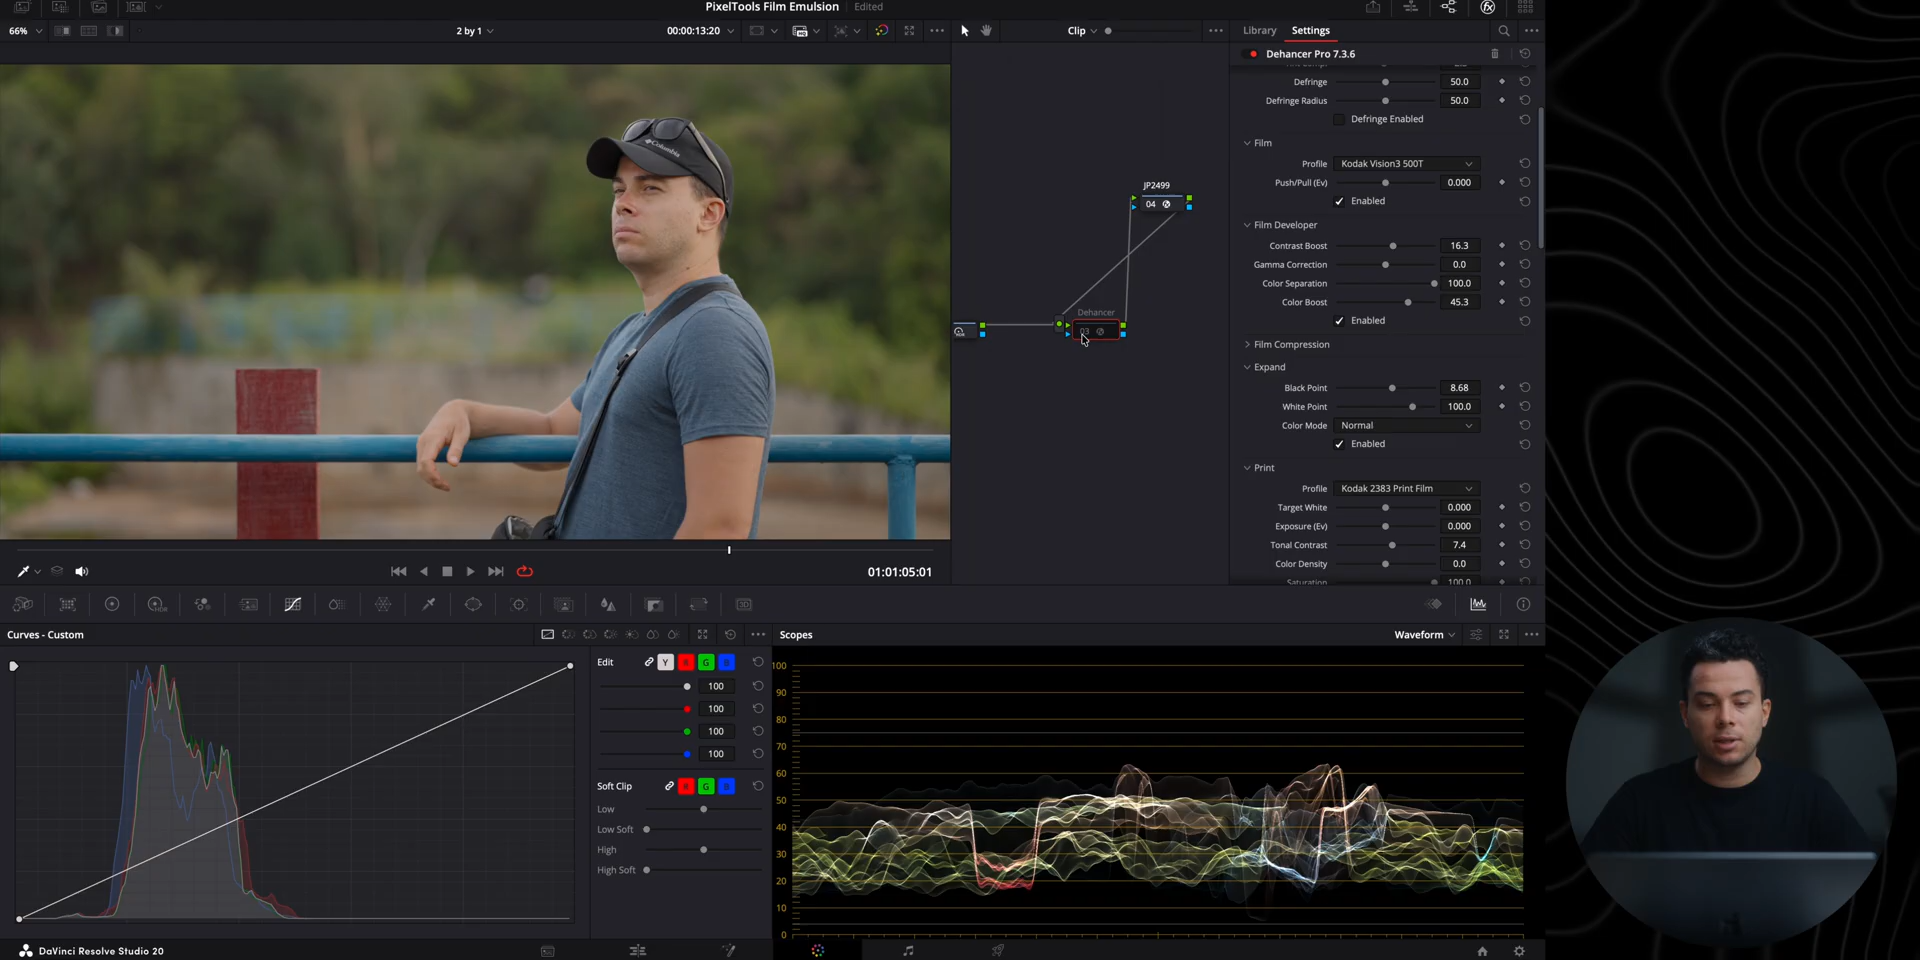 PixelTools Film Emulsion Edited
66%
2 by 1
00:00:13:20
Clip
Library
Settings
Dehancer Pro 7.3.6
Defringe 50.0
Defringe Radius 50.0
Defringe Enabled
Film
Profile Kodak Vision3 500T
Push/Pull (Ev) 0.000
Enabled
Film Developer
Contrast Boost 16.3
Gamma Correction 0.0
Color Separation 100.0
Color Boost 45.3
Enabled
Film Compression
Expand
Black Point 8.68
White Point 100.0
Color Mode Normal
Enabled
Print
Profile Kodak 2383 Print Film
Target White 0.000
Exposure (Ev) 0.000
Tonal Contrast 7.4
Color Density 0.0
Saturation 100.0
Columbia
JP2499
04
Dehancer
03
01:01:05:01
HDR
3D
Curves - Custom
Edit
Y R G B
100
100
100
100
Soft Clip
R G B
Low
Low Soft
High
High Soft
Scopes
Waveform
100
90
80
70
60
50
40
30
20
10
0
DaVinci Resolve Studio 20